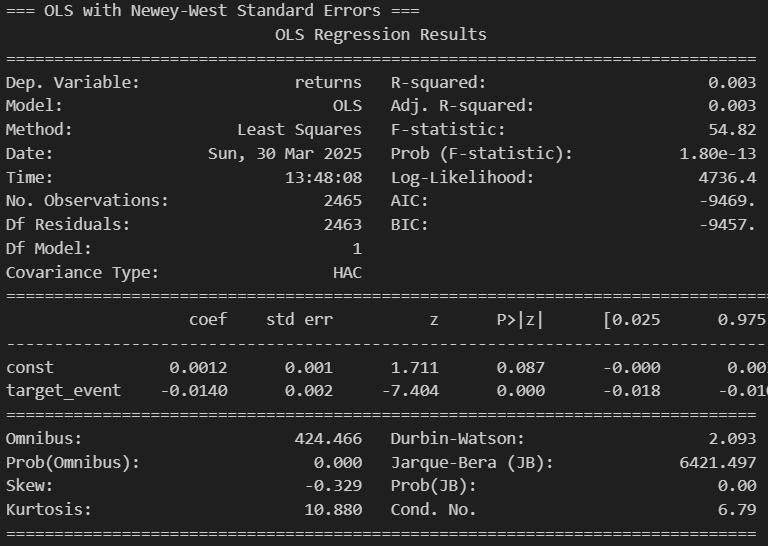 === OLS with Newey-West Standard Errors ===
OLS Regression Results
==============================================================================
Dep. Variable: returns R-squared: 0.003
Model: OLS Adj. R-squared: 0.003
Method: Least Squares F-statistic: 54.82
Date: Sun, 30 Mar 2025 Prob (F-statistic): 1.80e-13
Time: 13:48:08 Log-Likelihood: 4736.4
No. Observations: 2465 AIC: -9469.
Df Residuals: 2463 BIC: -9457.
Df Model: 1
Covariance Type: HAC
==============================================================================
coef std err z P>|z| [0.025 0.975
------------------------------------------------------------------------------
const 0.0012 0.001 1.711 0.087 -0.000 0.00
target_event -0.0140 0.002 -7.404 0.000 -0.018 -0.01
==============================================================================
Omnibus: 424.466 Durbin-Watson: 2.093
Prob(Omnibus): 0.000 Jarque-Bera (JB): 6421.497
Skew: -0.329 Prob(JB): 0.00
Kurtosis: 10.880 Cond. No. 6.79
==============================================================================